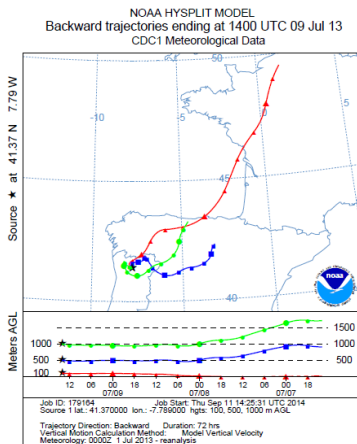 NOAA HYSPLIT MODEL
Backward trajectories ending at 1400 UTC 09 Jul 13
CDC1 Meteorological Data
Source ★ at 41.37 N 7.79 W
50
5
-10
-5
0
5
45
40
noaa
Meters AGL
1500
1000 1000
500 500
100
12 06 00 18 12 06 00 18 12 06 00 18
07/09 07/08 07/07
Job ID: 179164 Job Start: Thu Sep 11 14:25:31 UTC 2014
Source 1 lat.: 41.370000 lon.: -7.789000 hgts: 100, 500, 1000 m AGL
Trajectory Direction: Backward Duration: 72 hrs
Vertical Motion Calculation Method: Model Vertical Velocity
Meteorology: 0000Z 1 Jul 2013 - reanalysis